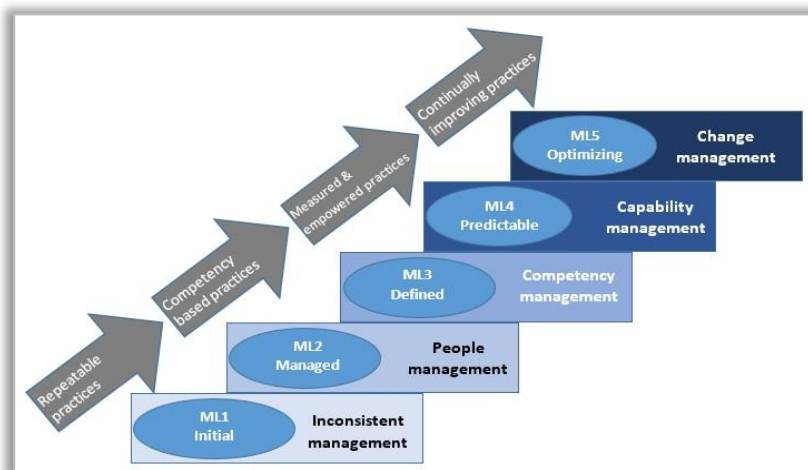 Continually
improving practices
ML5
Optimizing
Change
management
Measured &
empowered practices
ML4
Predictable
Capability
management
Competency
based practices
ML3
Defined
Competency
management
Repeatable
practices
ML2
Managed
People
management
ML1
Initial
Inconsistent
management